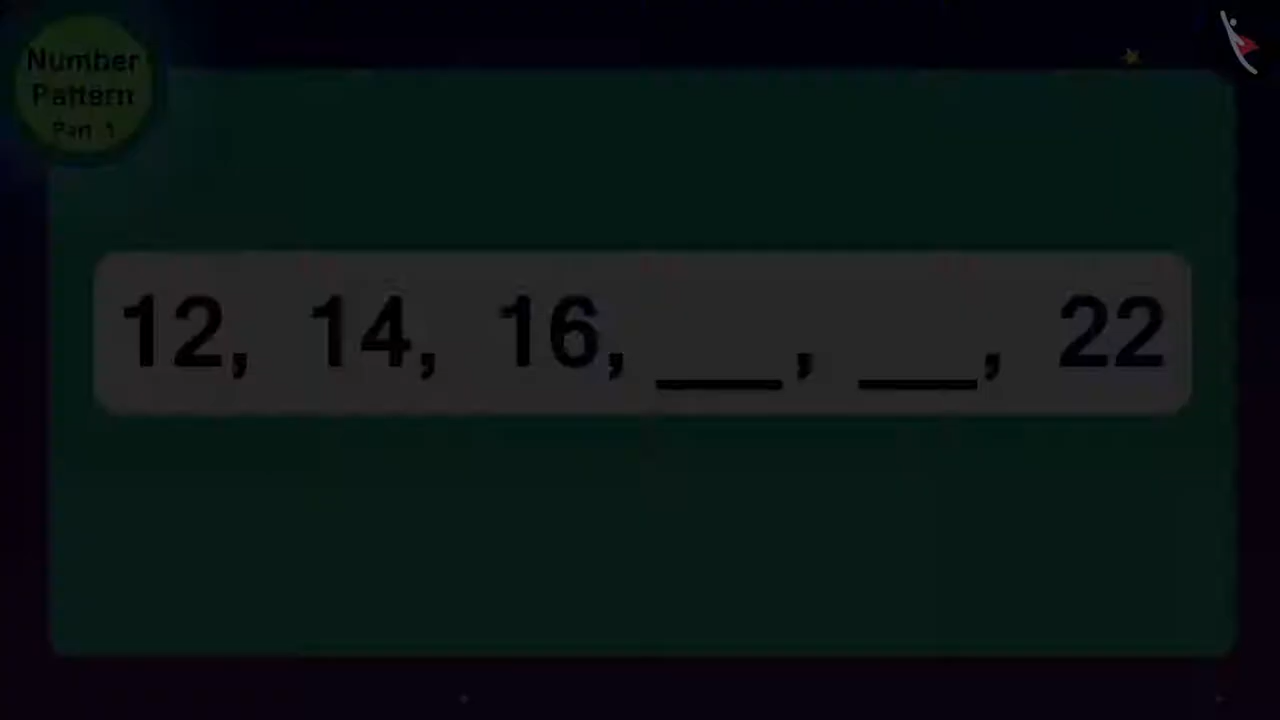 Number
Pattern
Part 1
12, 14, 16, ___, ___, 22